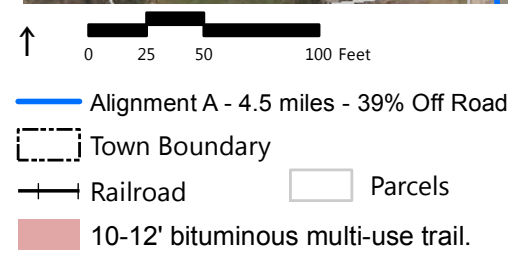 0 25 50 100 Feet
Alignment A - 4.5 miles - 39% Off Road
Town Boundary
Railroad Parcels
10-12' bituminous multi-use trail.